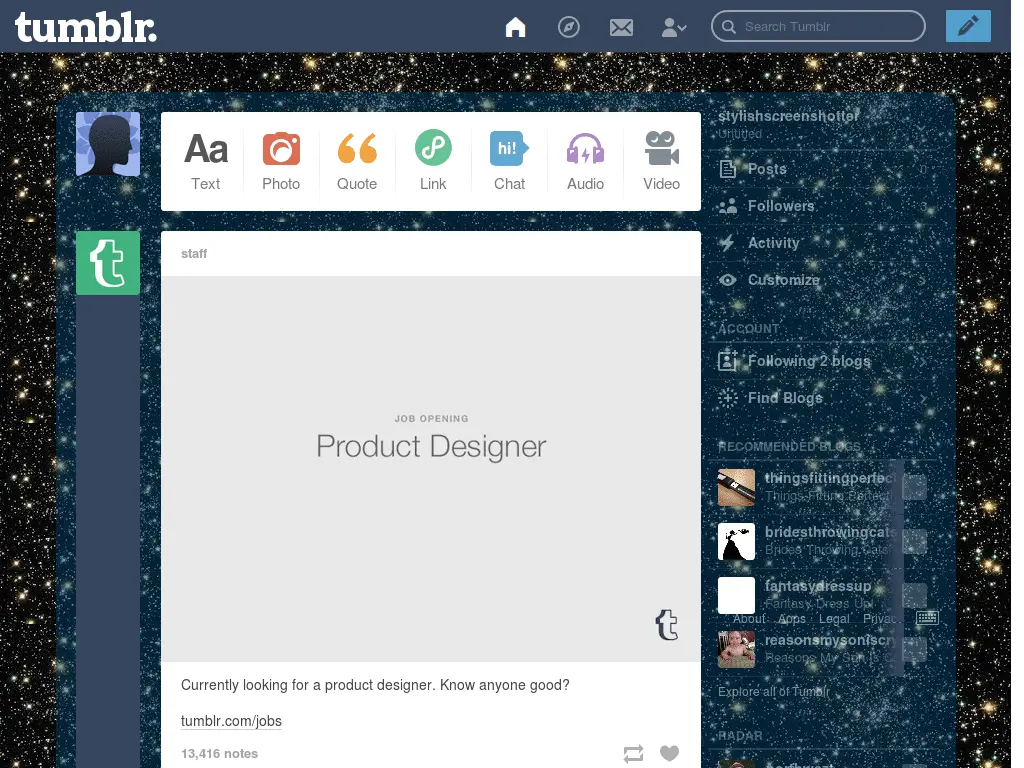 tumblr.
Search Tumblr
Aa
hi!
Text
Photo
Quote
Link
Chat
Audio
Video
stylishscreenshotter
Untitled
Posts
Followers
Activity
Customize
ACCOUNT
Following 2 blogs
Find Blogs
RECOMMENDED BLOGS
thingsfittingperfec
Things Fitting Perfect
bridesthrowingcats
Brides Throwing Cats
fantasydressup
Fantasy Dress Up!
About Apps Legal Privac
reasonsmysoniscry
Reasons My Son is c
Explore all of Tumblr
RADAR
staff
JOB OPENING
Product Designer
t
Currently looking for a product designer. Know anyone good?
tumblr.com/jobs
13,416 notes